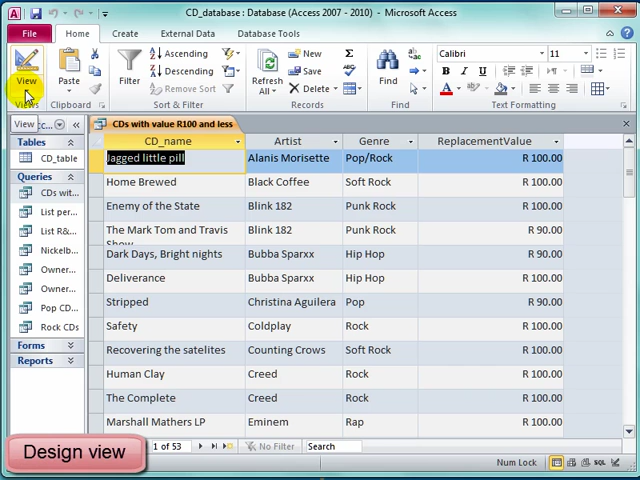 CD_database : Database (Access 2007 - 2010) - Microsoft Access
File Home Create External Data Database Tools
View
Views
Paste
Clipboard
Filter
Ascending
Descending
Remove Sort
Sort & Filter
Refresh All
New
Save
Records
Find
Find
Calibri 11
B I U
Text Formatting
View
Tables
CD_table
Queries
CDs wit...
List per...
List R&...
Nickelb...
Owner...
Owner...
Pop CD...
Rock CDs
Forms
Reports
CDs with value R100 and less
CD_name Artist Genre ReplacementValue
Jagged little pill Alanis Morisette Pop/Rock R 100.00
Home Brewed Black Coffee Soft Rock R 100.00
Enemy of the State Blink 182 Punk Rock R 100.00
The Mark Tom and Travis Show Blink 182 Punk Rock R 90.00
Dark Days, Bright nights Bubba Sparxx Hip Hop R 100.00
Deliverance Bubba Sparxx Hip Hop R 100.00
Stripped Christina Aguilera Pop R 90.00
Safety Coldplay Rock R 100.00
Recovering the satelites Counting Crows Soft Rock R 100.00
Human Clay Creed Rock R 100.00
The Complete Creed Rock R 100.00
Marshall Mathers LP Eminem Rap R 100.00
1 of 53 No Filter Search
Design view
Num Lock
SQL